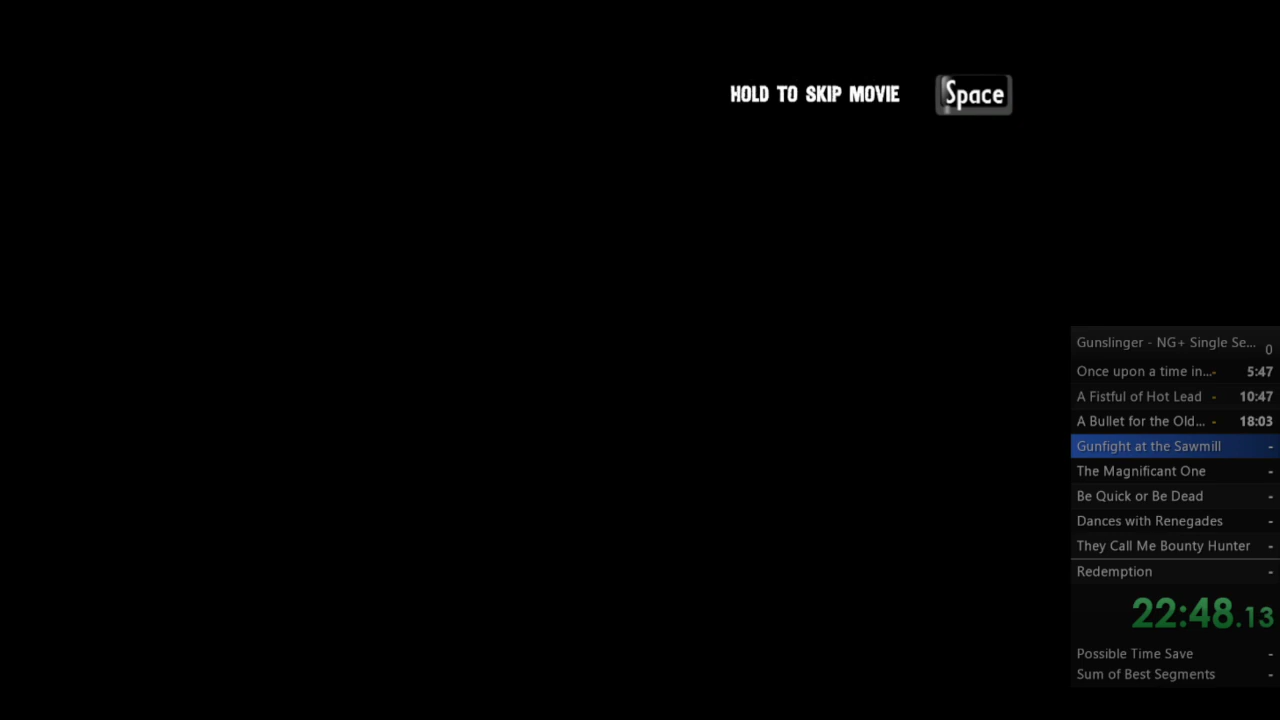 HOLD TO SKIP MOVIE Space
Gunslinger - NG+ Single Se... 0
Once upon a time in...- 5:47
A Fistful of Hot Lead - 10:47
A Bullet for the Old... - 18:03
Gunfight at the Sawmill -
The Magnificant One -
Be Quick or Be Dead -
Dances with Renegades -
They Call Me Bounty Hunter -
Redemption -
22:48.13
Possible Time Save -
Sum of Best Segments -